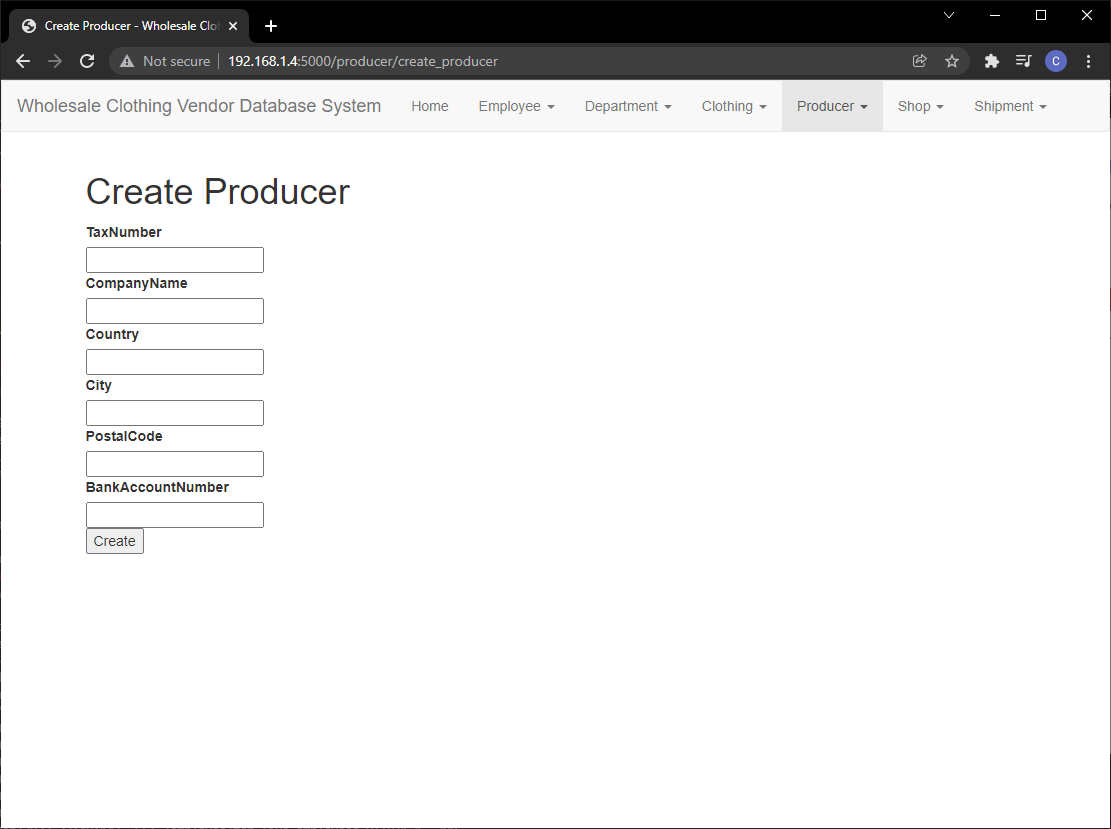 Create Producer - Wholesale Clot
Not secure 192.168.1.4:5000/producer/create_producer C
Wholesale Clothing Vendor Database System Home Employee Department Clothing Producer Shop Shipment
Create Producer
TaxNumber
CompanyName
Country
City
PostalCode
BankAccountNumber
Create